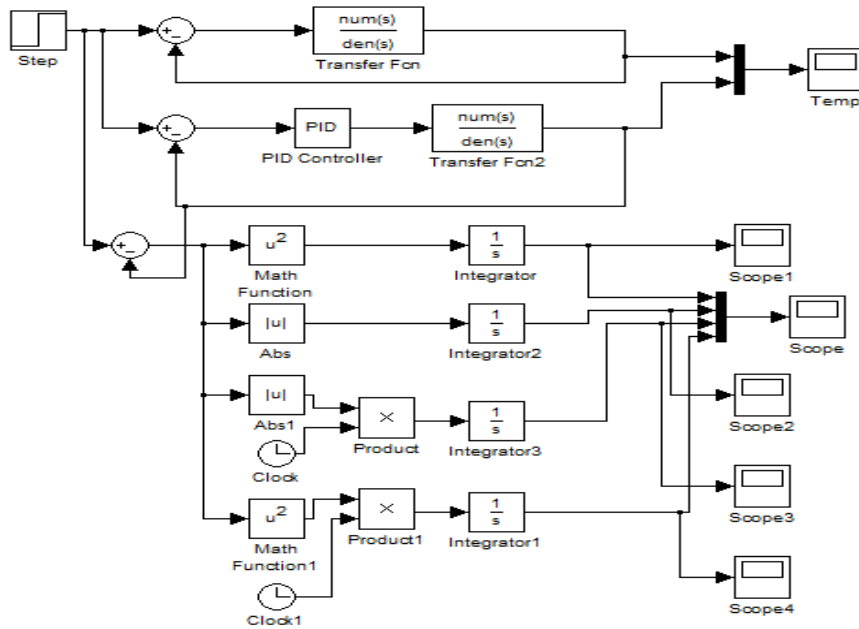 Step
+
-
num(s)
den(s)
Transfer Fcn
Temp
+
-
PID
PID Controller
num(s)
den(s)
Transfer Fcn2
+
-
u²
Math
Function
1
s
Integrator
Scope1
|u|
Abs
1
s
Integrator2
Scope
|u|
Abs1
×
Product
Clock
1
s
Integrator3
Scope2
u²
Math
Function1
×
Product1
Clock1
1
s
Integrator1
Scope3
Scope4